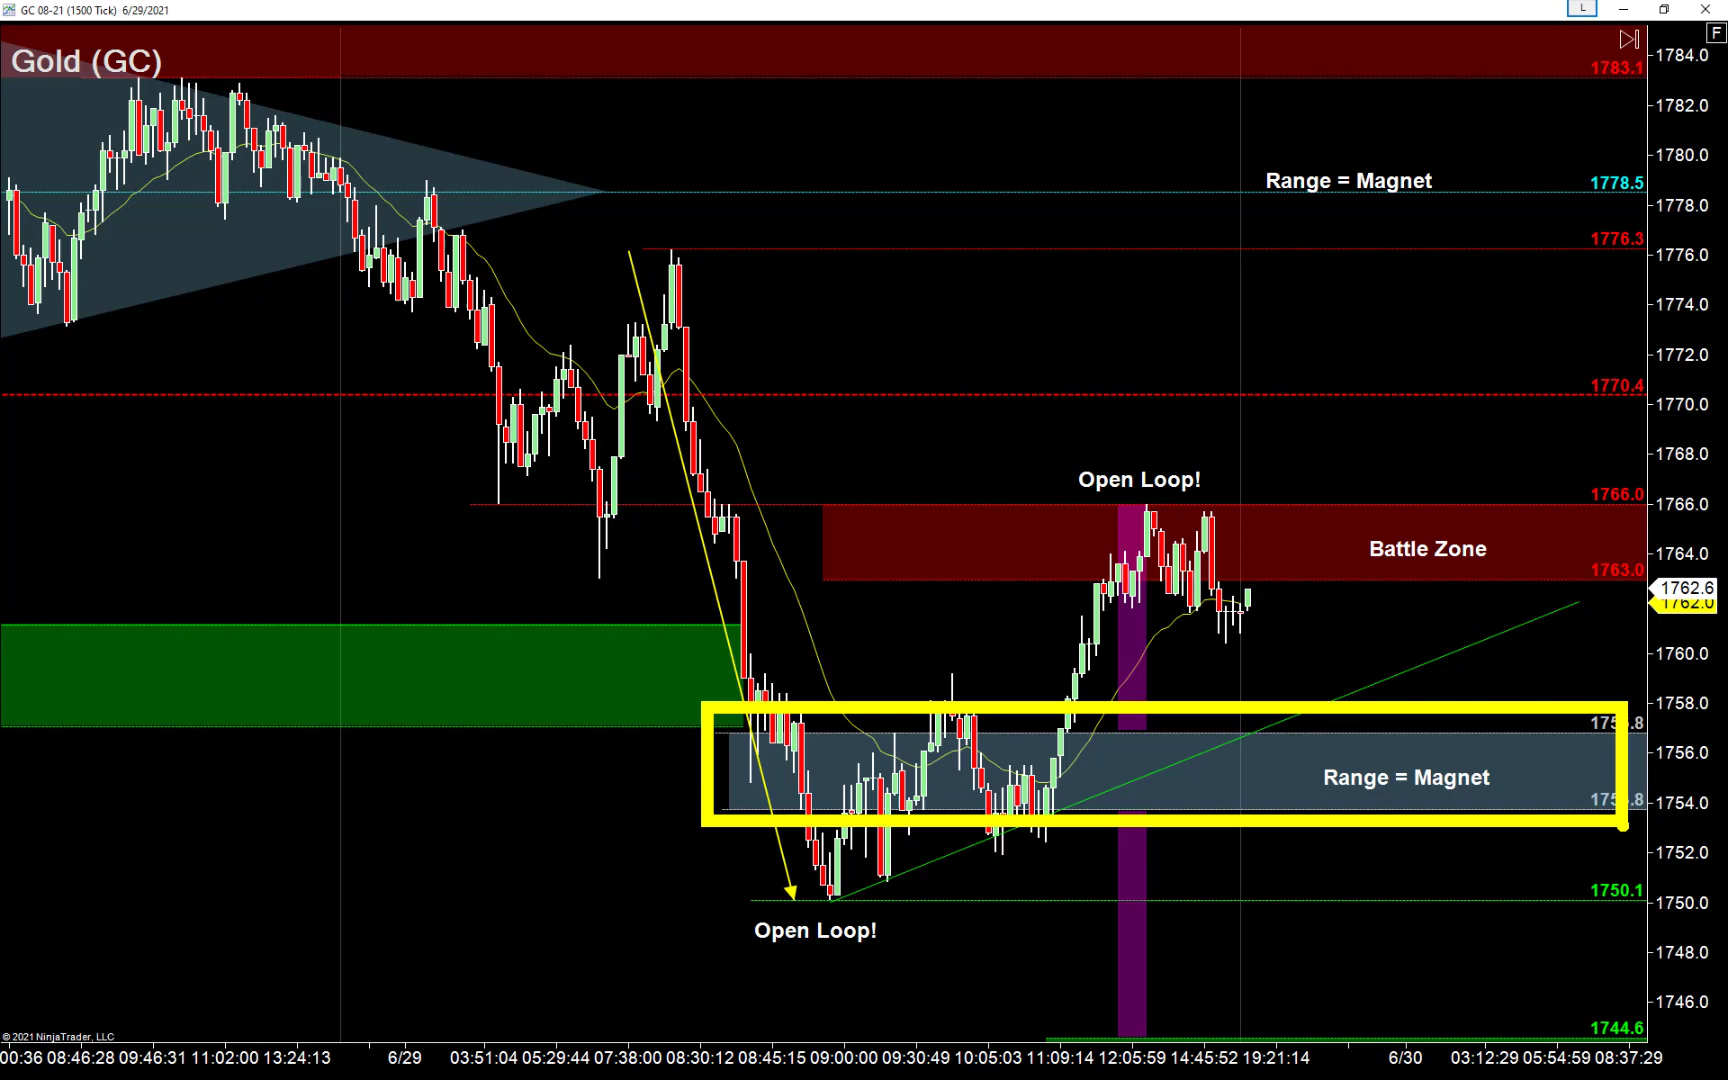 GC 08-21 (1500 Tick) 6/29/2021
L
F
Gold (GC)
1784.0
1783.1
1782.0
1780.0
Range = Magnet
1778.5
1778.0
1776.3
1776.0
1774.0
1772.0
1770.4
1770.0
1768.0
Open Loop!
1766.0
1766.0
Battle Zone
1764.0
1763.0
1762.6
1762.0
1760.0
1758.0
1756.0
Range = Magnet
1754.0
1752.0
1750.1
1750.0
Open Loop!
1748.0
1746.0
1744.6
© 2021 NinjaTrader, LLC
00:36 08:46:28 09:46:31 11:02:00 13:24:13 6/29 03:51:04 05:29:44 07:38:00 08:30:12 08:45:15 09:00:00 09:30:49 10:05:03 11:09:14 12:05:59 14:45:52 19:21:14 6/30 03:12:29 05:54:59 08:37:29